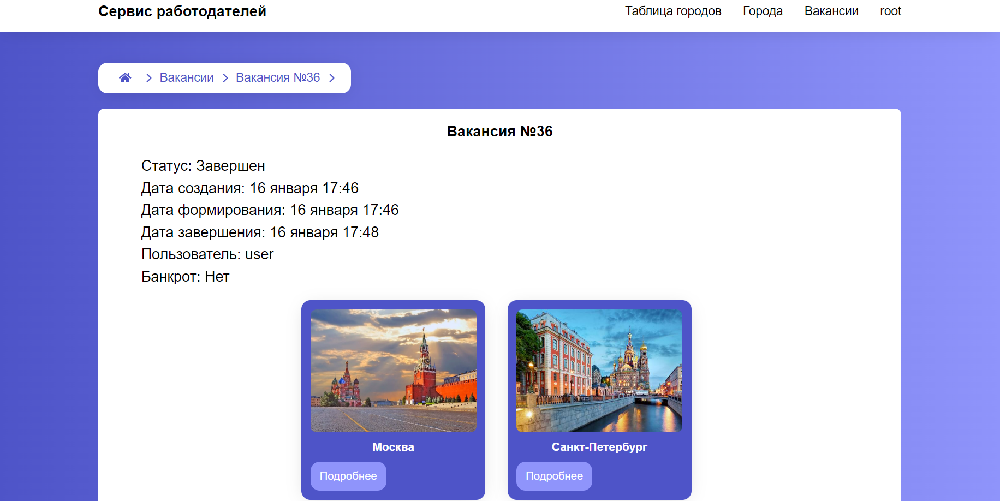 Сервис работодателей
Таблица городов Города Вакансии root
Вакансии Вакансия №36
Вакансия №36
Статус: Завершен
Дата создания: 16 января 17:46
Дата формирования: 16 января 17:46
Дата завершения: 16 января 17:48
Пользователь: user
Банкрот: Нет
Москва
Подробнее
Санкт-Петербург
Подробнее